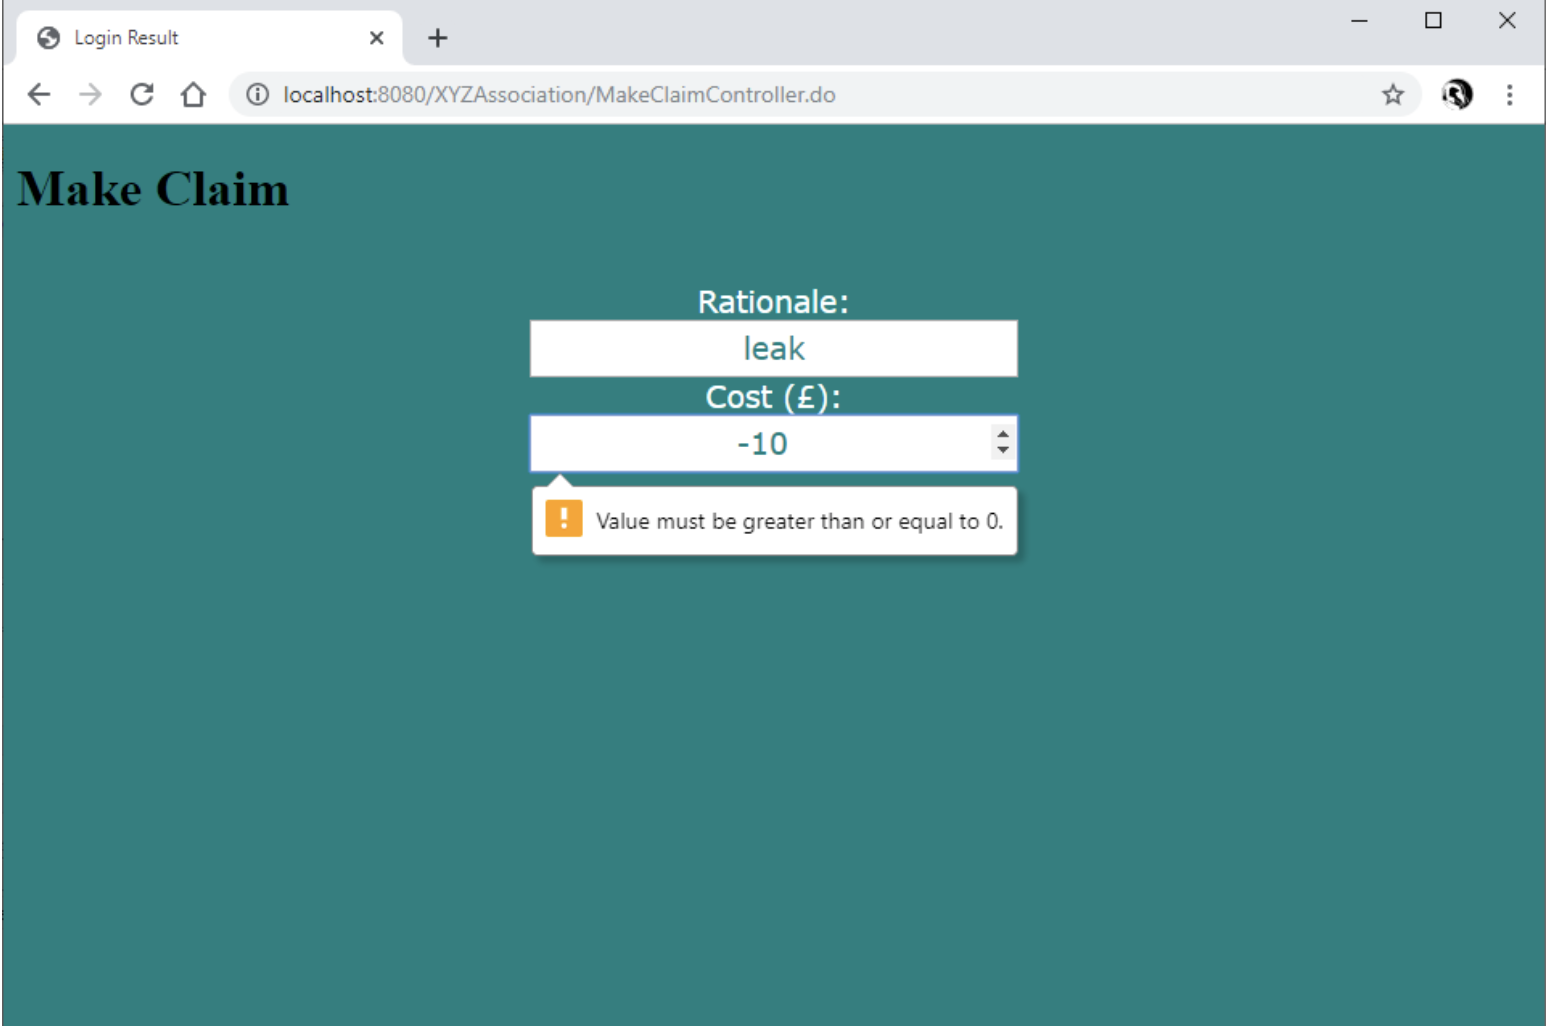 Login Result
localhost:8080/XYZAssociation/MakeClaimController.do
Make Claim
Rationale:
leak
Cost (£):
-10
Value must be greater than or equal to 0.